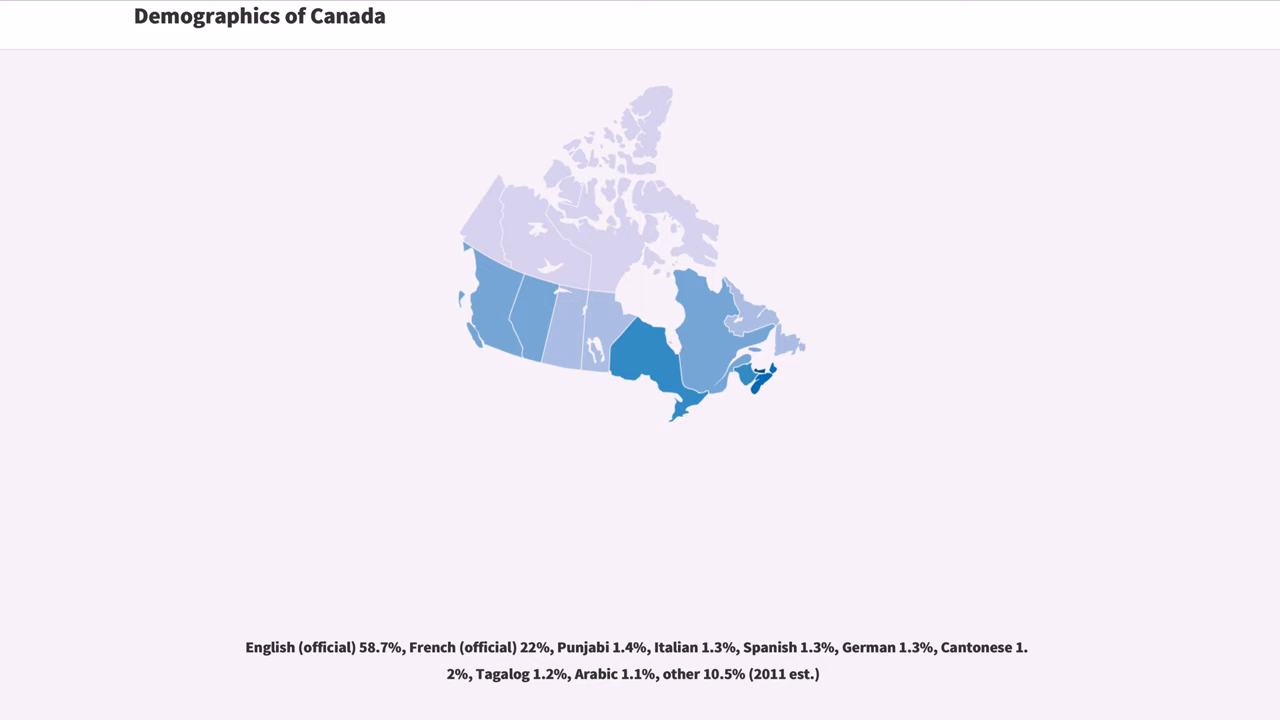 Demographics of Canada
English (official) 58.7%, French (official) 22%, Punjabi 1.4%, Italian 1.3%, Spanish 1.3%, German 1.3%, Cantonese 1.
2%, Tagalog 1.2%, Arabic 1.1%, other 10.5% (2011 est.)